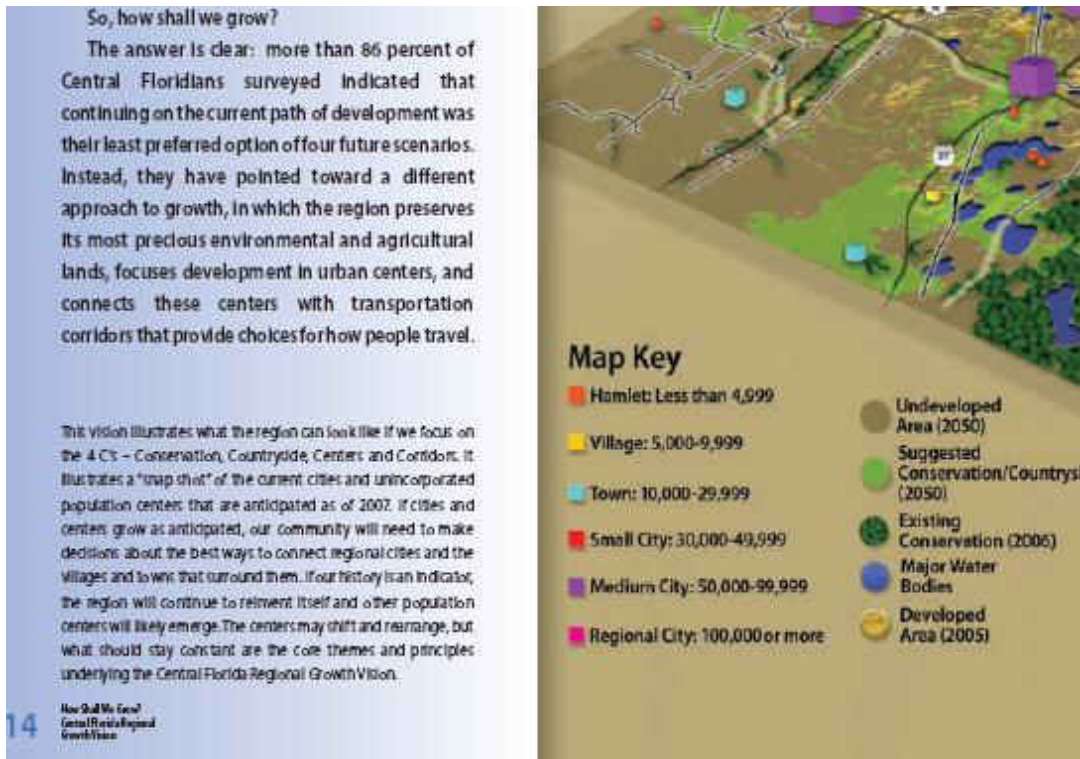 So, how shall we grow?
The answer is clear: more than 86 percent of
Central Floridians surveyed indicated that
continuing on the current path of development was
their least preferred option of four future scenarios.
Instead, they have pointed toward a different
approach to growth, in which the region preserves
its most precious environmental and agricultural
lands, focuses development in urban centers, and
connects these centers with transportation
corridors that provide choices for how people travel.
This vision illustrates what the region can look like if we focus on
the 4 C's – Conservation, Countryside, Centers and Corridors. It
illustrates a "snap shot" of the current cities and unincorporated
population centers that are anticipated as of 2007. If cities and
centers grow as anticipated, our community will need to make
decisions about the best ways to connect regional cities and the
villages and towns that surround them. If our history is an indicator,
the region will continue to reinvent itself and other population
centers will likely emerge. The centers may shift and rearrange, but
what should stay constant are the core themes and principles
underlying the Central Florida Regional Growth Vision.
14
How Shall We Grow?
Central Florida Regional
Growth Vision
27
Map Key
Hamlet: Less than 4,999
Village: 5,000-9,999
Town: 10,000-29,999
Small City: 30,000-49,999
Medium City: 50,000-99,999
Regional City: 100,000 or more
Undeveloped
Area (2050)
Suggested
Conservation/Countrys
(2050)
Existing
Conservation (2006)
Major Water
Bodies
Developed
Area (2005)